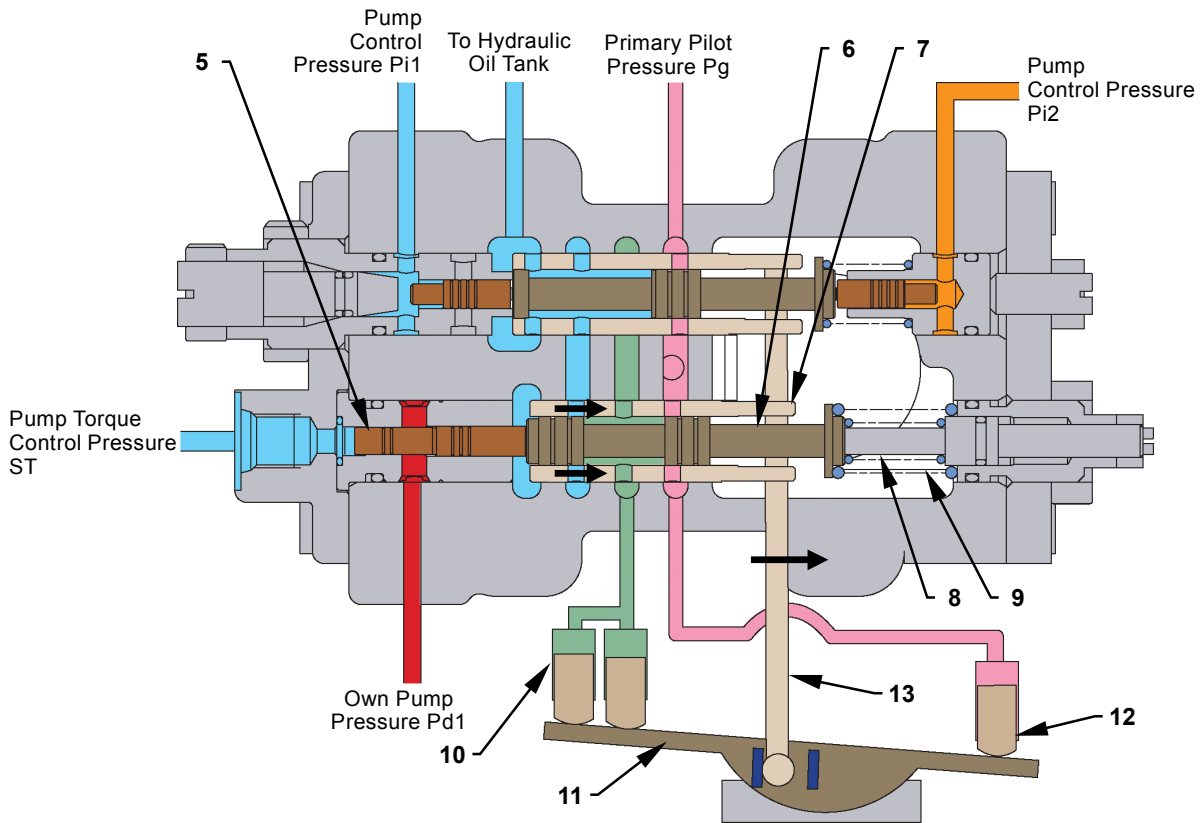 Pump
Control
Pressure Pi1
To Hydraulic
Oil Tank
Primary Pilot
Pressure Pg
Pump
Control Pressure
Pi2
5
6
7
Pump Torque
Control Pressure
ST
8
9
Own Pump
Pressure Pd1
10
11
13
12